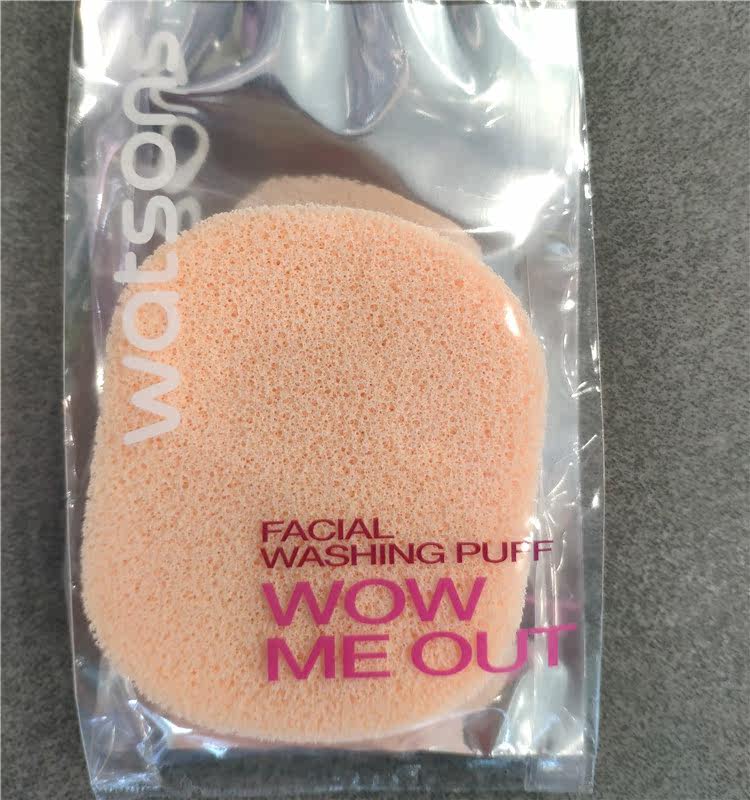 watsons
FACIAL
WASHING PUFF
WOW
ME OUT